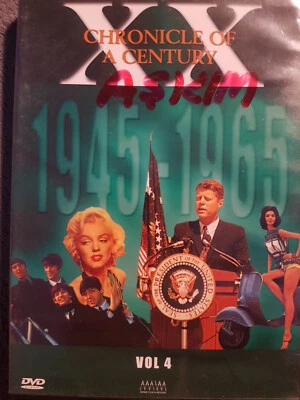 XX
CHRONICLE OF
A CENTURY
AŞKIM
1945-1965
VOL 4
DVD